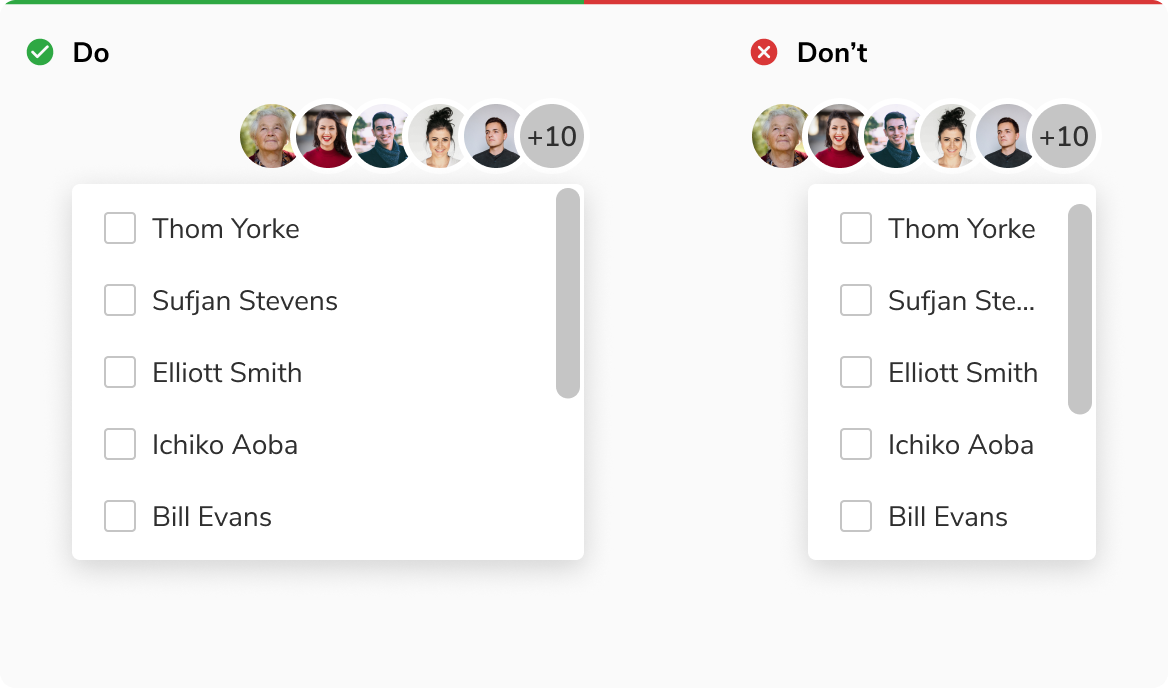 Do
+10
Thom Yorke
Sufjan Stevens
Elliott Smith
Ichiko Aoba
Bill Evans
Don’t
+10
Thom Yorke
Sufjan Ste...
Elliott Smith
Ichiko Aoba
Bill Evans